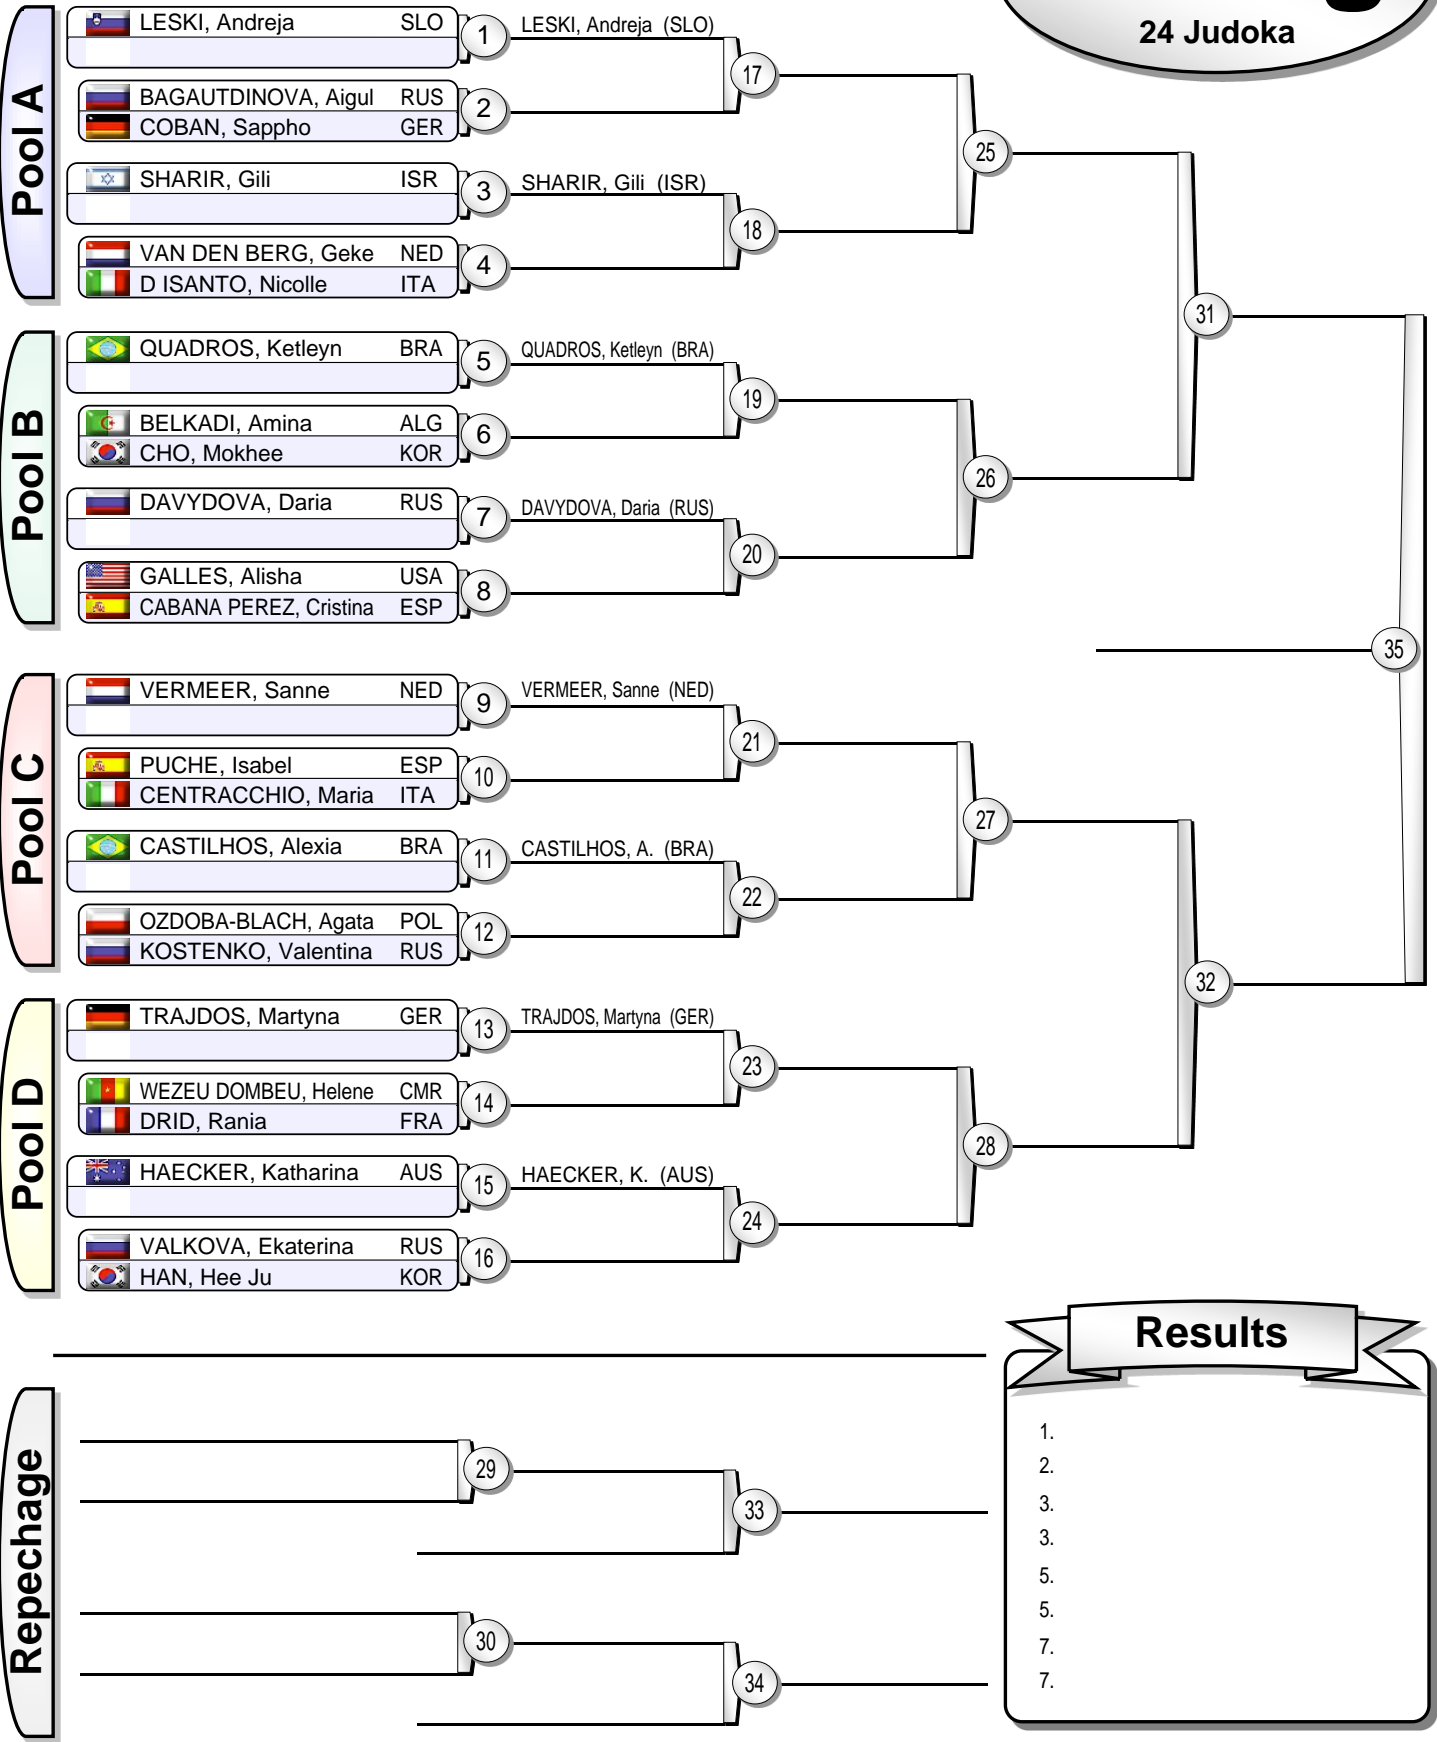 24 Judoka
Pool A
LESKI, Andreja SLO 1 LESKI, Andreja (SLO)
17
BAGAUTDINOVA, Aigul RUS 2
COBAN, Sappho GER
25
SHARIR, Gili ISR 3 SHARIR, Gili (ISR)
18
VAN DEN BERG, Geke NED 4
D ISANTO, Nicolle ITA
31
Pool B
QUADROS, Ketleyn BRA 5 QUADROS, Ketleyn (BRA)
19
BELKADI, Amina ALG 6
CHO, Mokhee KOR
26
DAVYDOVA, Daria RUS 7 DAVYDOVA, Daria (RUS)
20
GALLES, Alisha USA 8
CABANA PEREZ, Cristina ESP
35
Pool C
VERMEER, Sanne NED 9 VERMEER, Sanne (NED)
21
PUCHE, Isabel ESP 10
CENTRACCHIO, Maria ITA
27
CASTILHOS, Alexia BRA 11 CASTILHOS, A. (BRA)
22
OZDOBA-BLACH, Agata POL 12
KOSTENKO, Valentina RUS
32
Pool D
TRAJDOS, Martyna GER 13 TRAJDOS, Martyna (GER)
23
WEZEU DOMBEU, Helene CMR 14
DRID, Rania FRA
28
HAECKER, Katharina AUS 15 HAECKER, K. (AUS)
24
VALKOVA, Ekaterina RUS 16
HAN, Hee Ju KOR
Repechage
29
33
30
34
Results
1.
2.
3.
3.
5.
5.
7.
7.